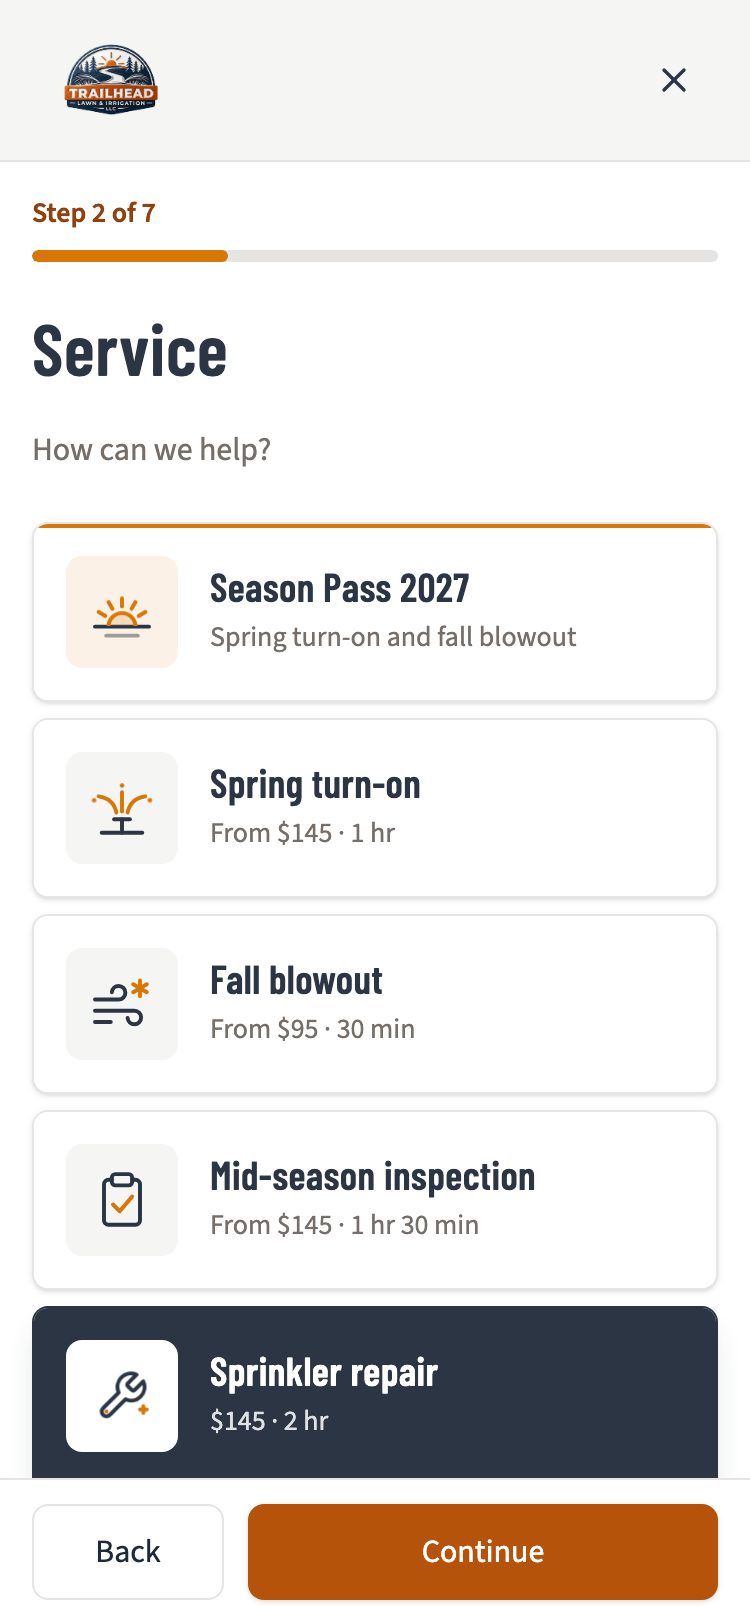 TRAILHEAD
LAWN & IRRIGATION
LLC
Step 2 of 7
Service
How can we help?
Season Pass 2027
Spring turn-on and fall blowout
Spring turn-on
From $145 · 1 hr
Fall blowout
From $95 · 30 min
Mid-season inspection
From $145 · 1 hr 30 min
Sprinkler repair
$145 · 2 hr
Back
Continue